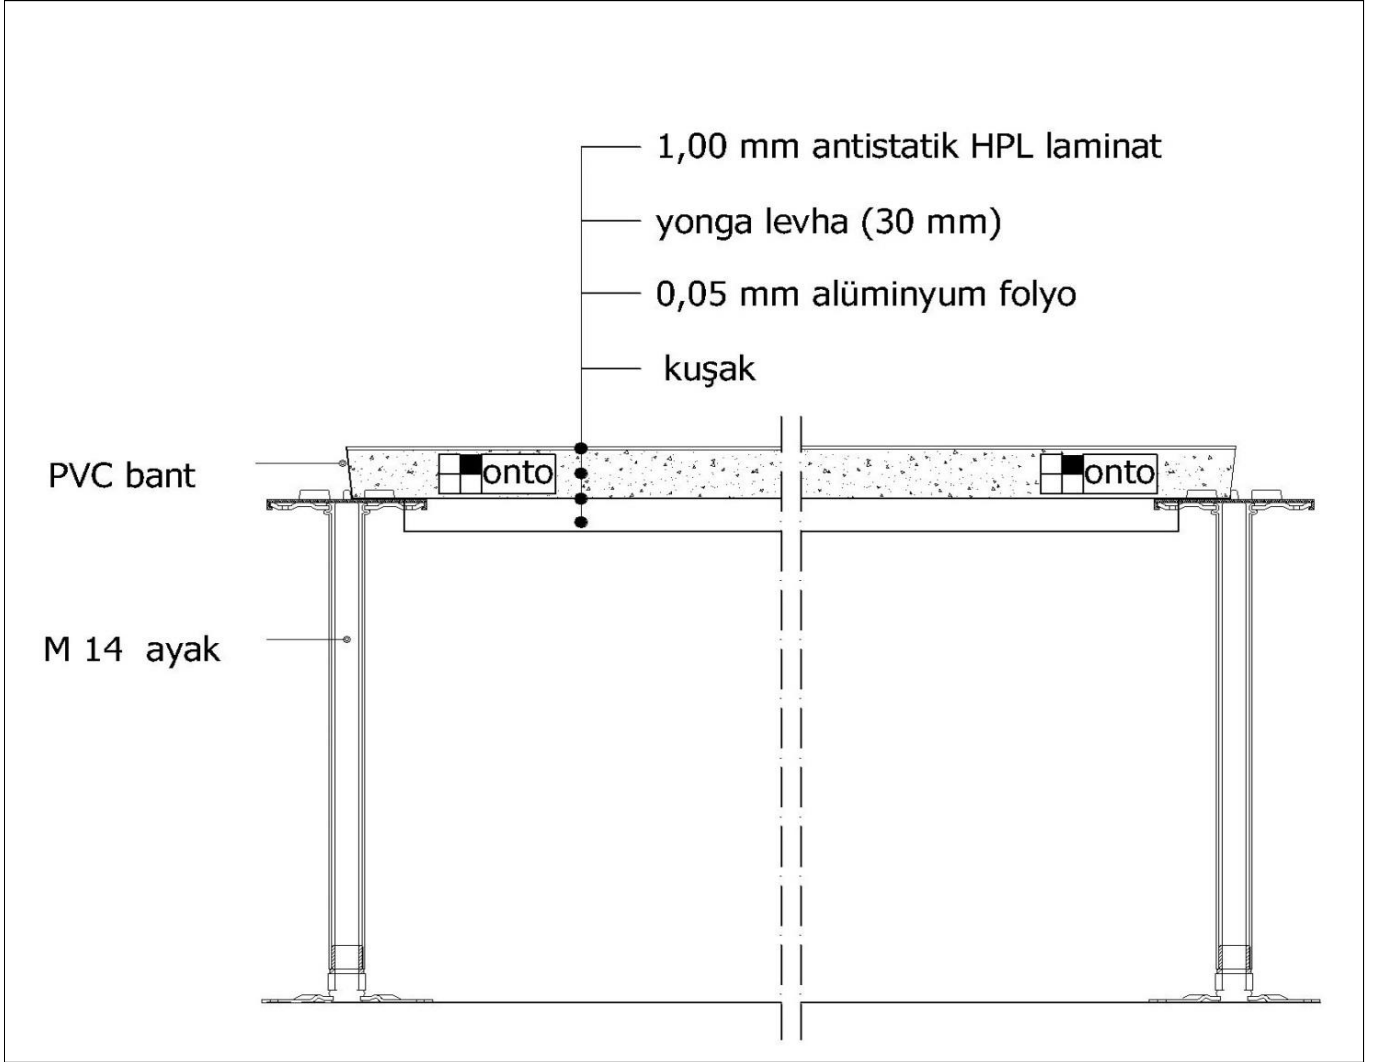 1,00 mm antistatik HPL laminat
yonga levha (30 mm)
0,05 mm alüminyum folyo
kuşak
PVC bant
onto
onto
M 14 ayak